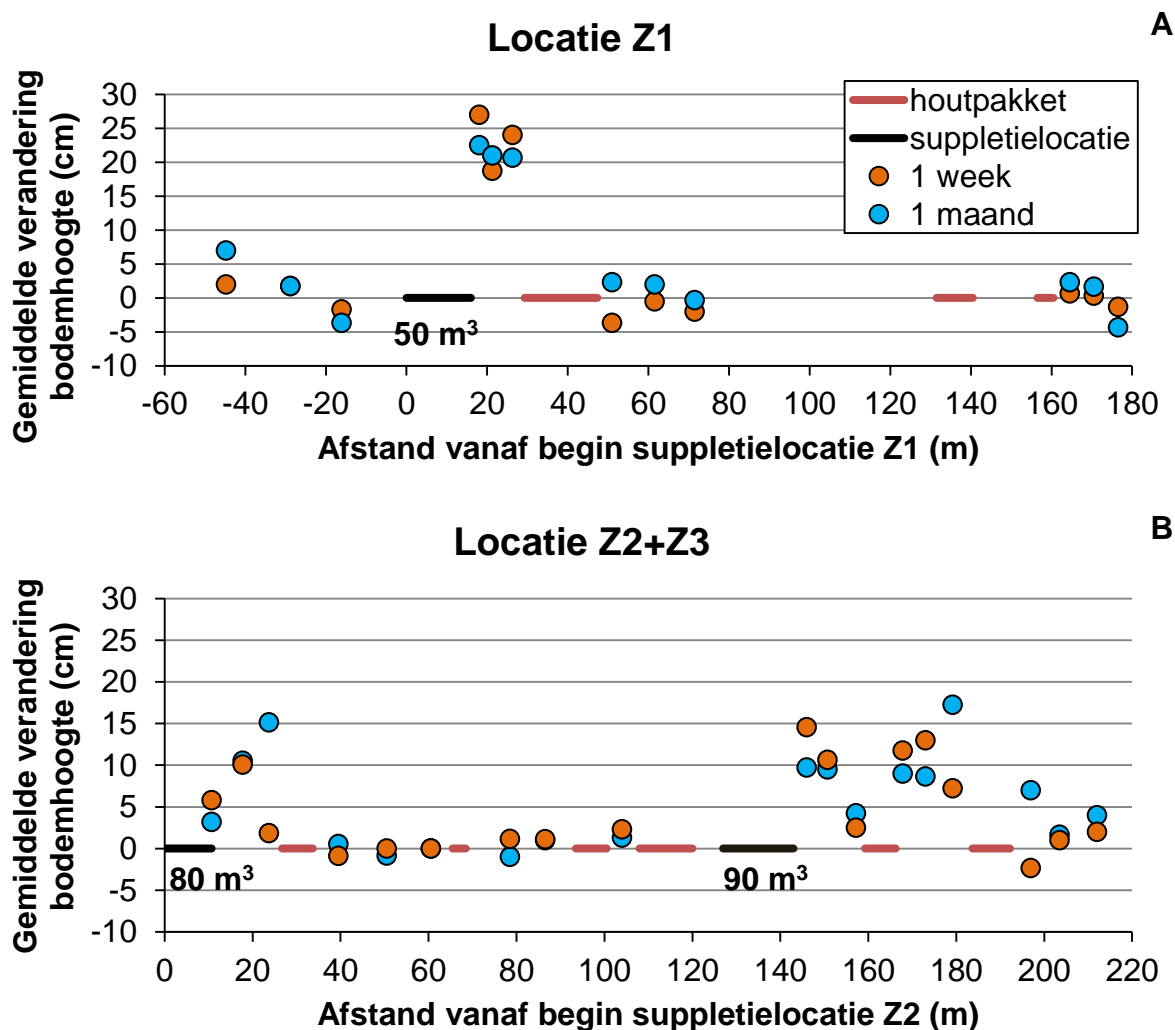 A
Locatie Z1
Gemiddelde verandering
bodemhoogte (cm)
30
25
20
15
10
5
0
-5
-10
houtpakket
suppletielocatie
1 week
1 maand
50 m³
-60 -40 -20 0 20 40 60 80 100 120 140 160 180
Afstand vanaf begin suppletielocatie Z1 (m)
B
Locatie Z2+Z3
Gemiddelde verandering
bodemhoogte (cm)
30
25
20
15
10
5
0
-5
-10
80 m³ 90 m³
0 20 40 60 80 100 120 140 160 180 200 220
Afstand vanaf begin suppletielocatie Z2 (m)